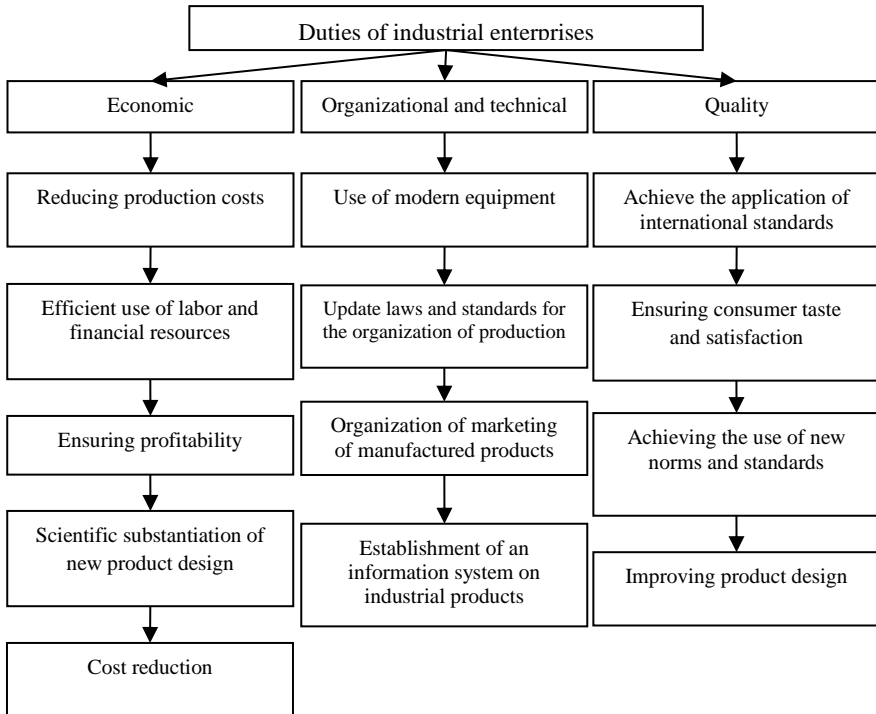 Duties of industrial enterprises
Economic
Organizational and technical
Quality
Reducing production costs
Use of modern equipment
Achieve the application of
international standards
Efficient use of labor and
financial resources
Update laws and standards for
the organization of production
Ensuring consumer taste
and satisfaction
Ensuring profitability
Organization of marketing
of manufactured products
Achieving the use of new
norms and standards
Scientific substantiation of
new product design
Establishment of an
information system on
industrial products
Improving product design
Cost reduction